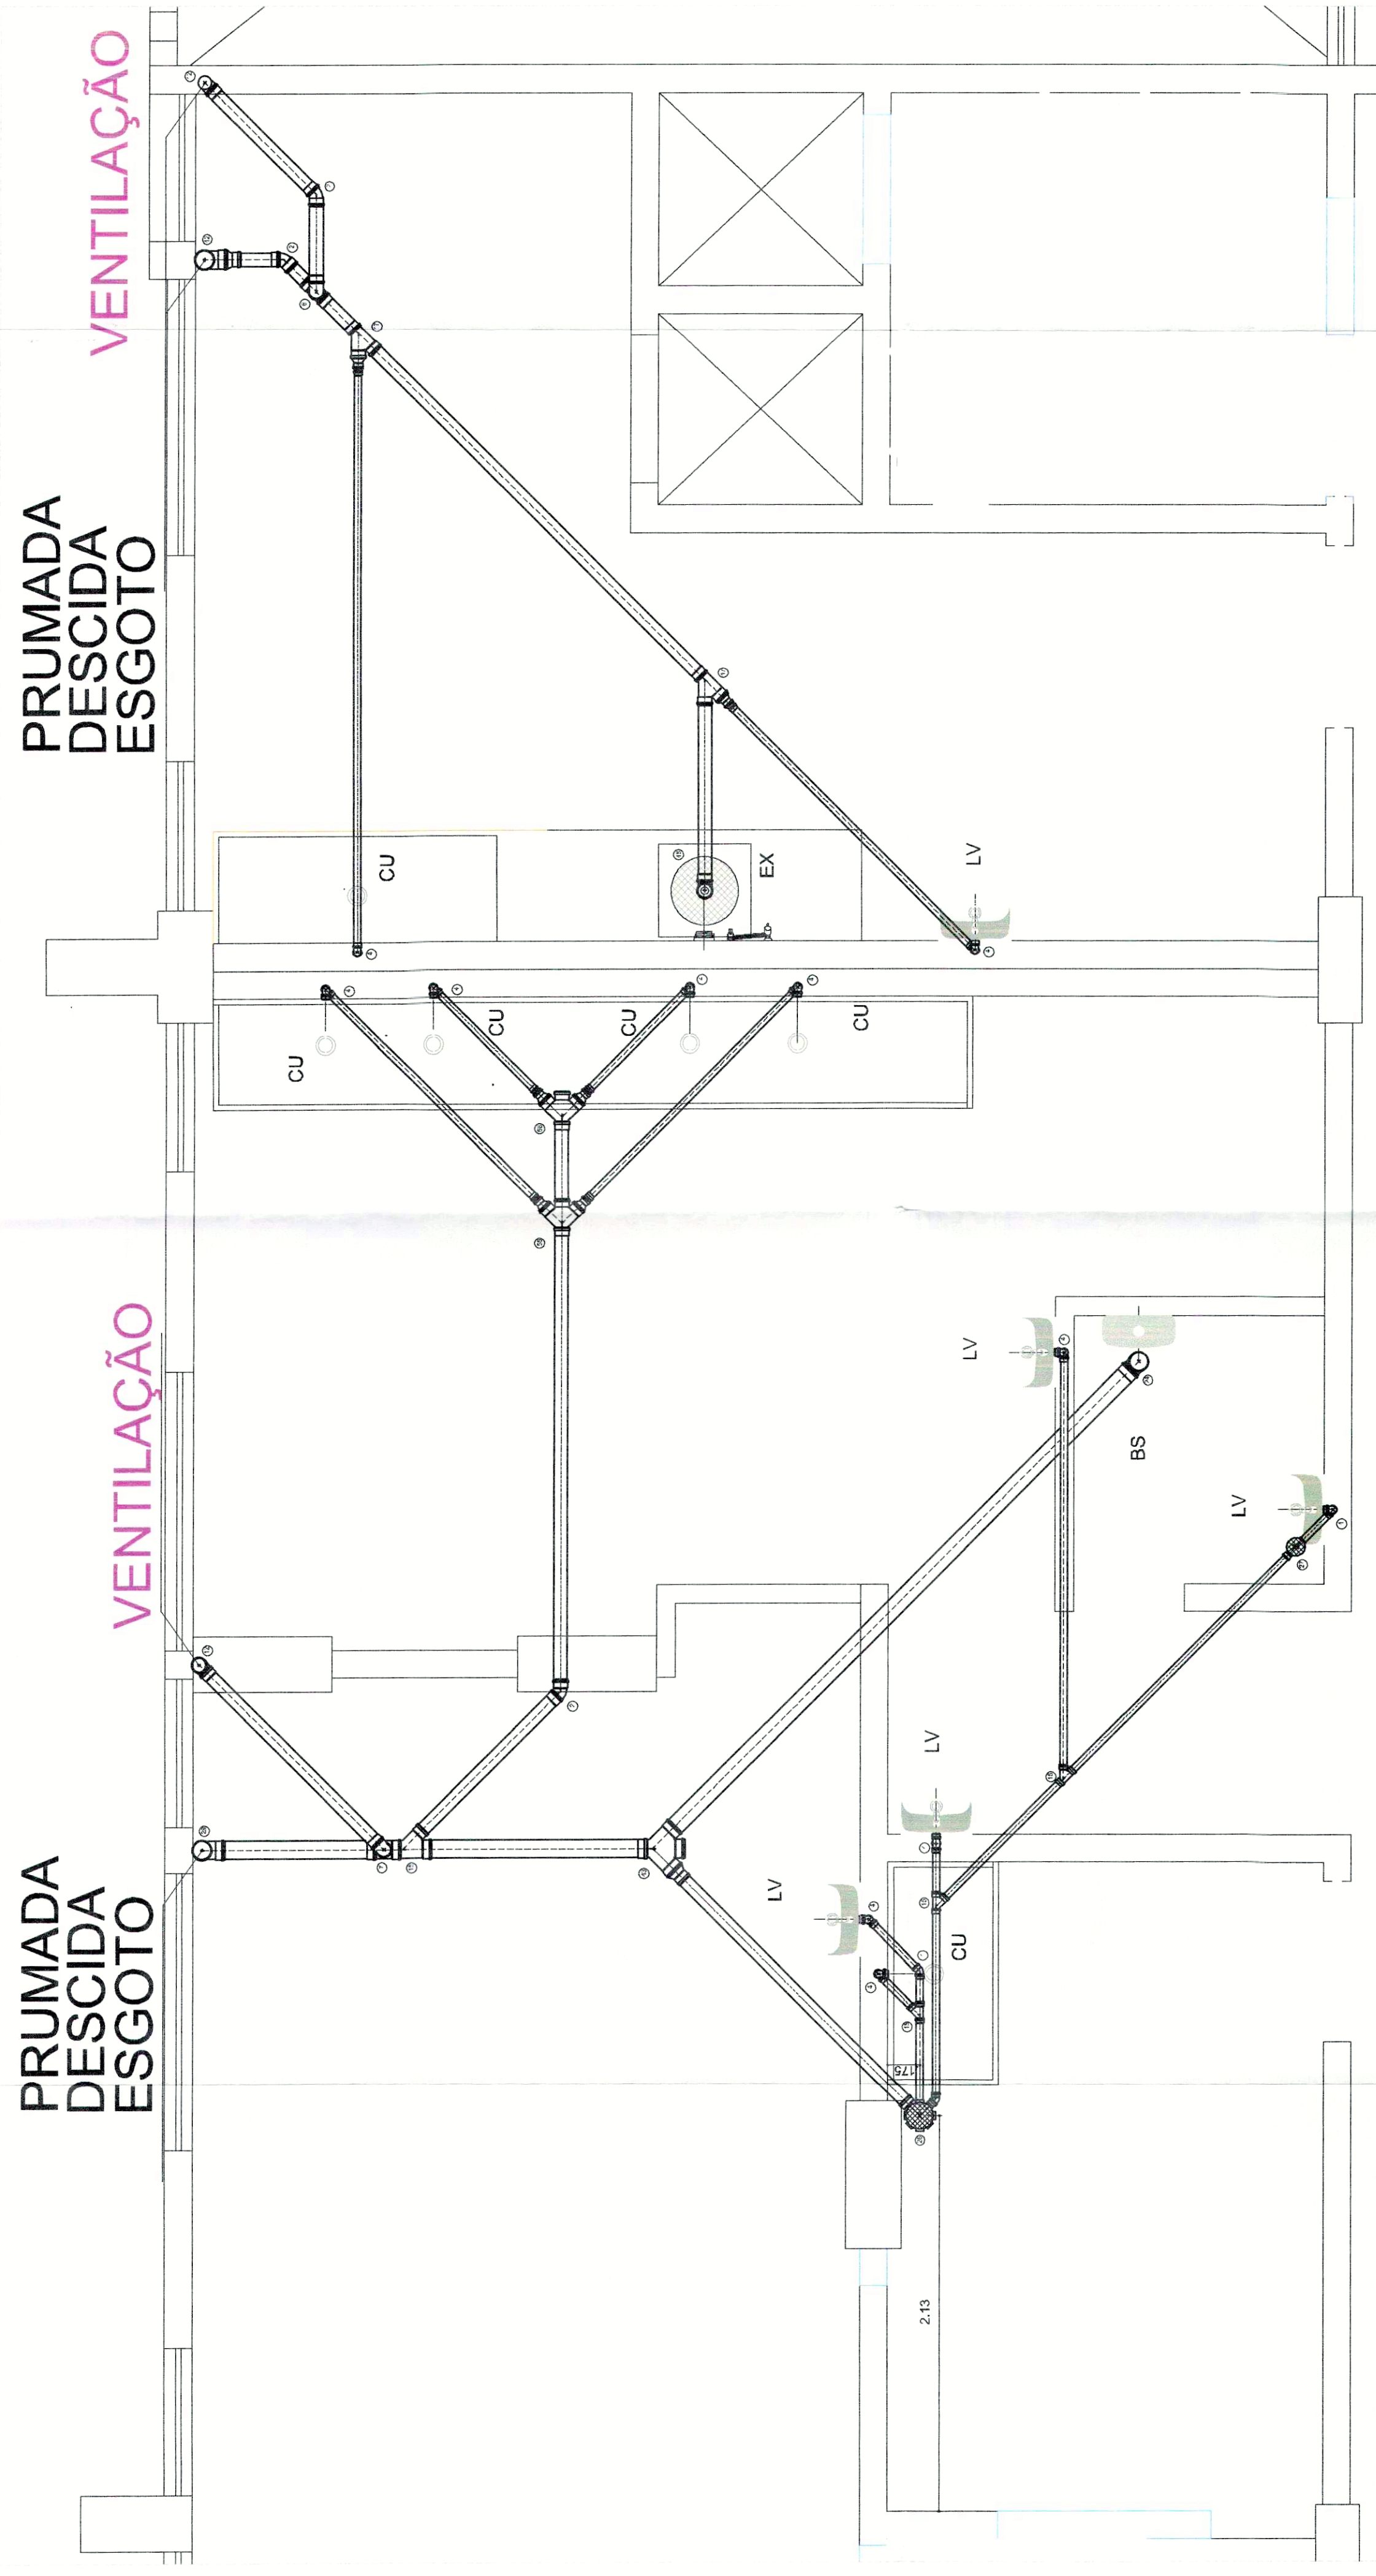 VENTILAÇÃO
PRUMADA
DESCIDA
ESGOTO
CU
EX
LV
CU
CU
CU
CU
VENTILAÇÃO
LV
BS
LV
LV
PRUMADA
DESCIDA
ESGOTO
LV
CU
175
2.13